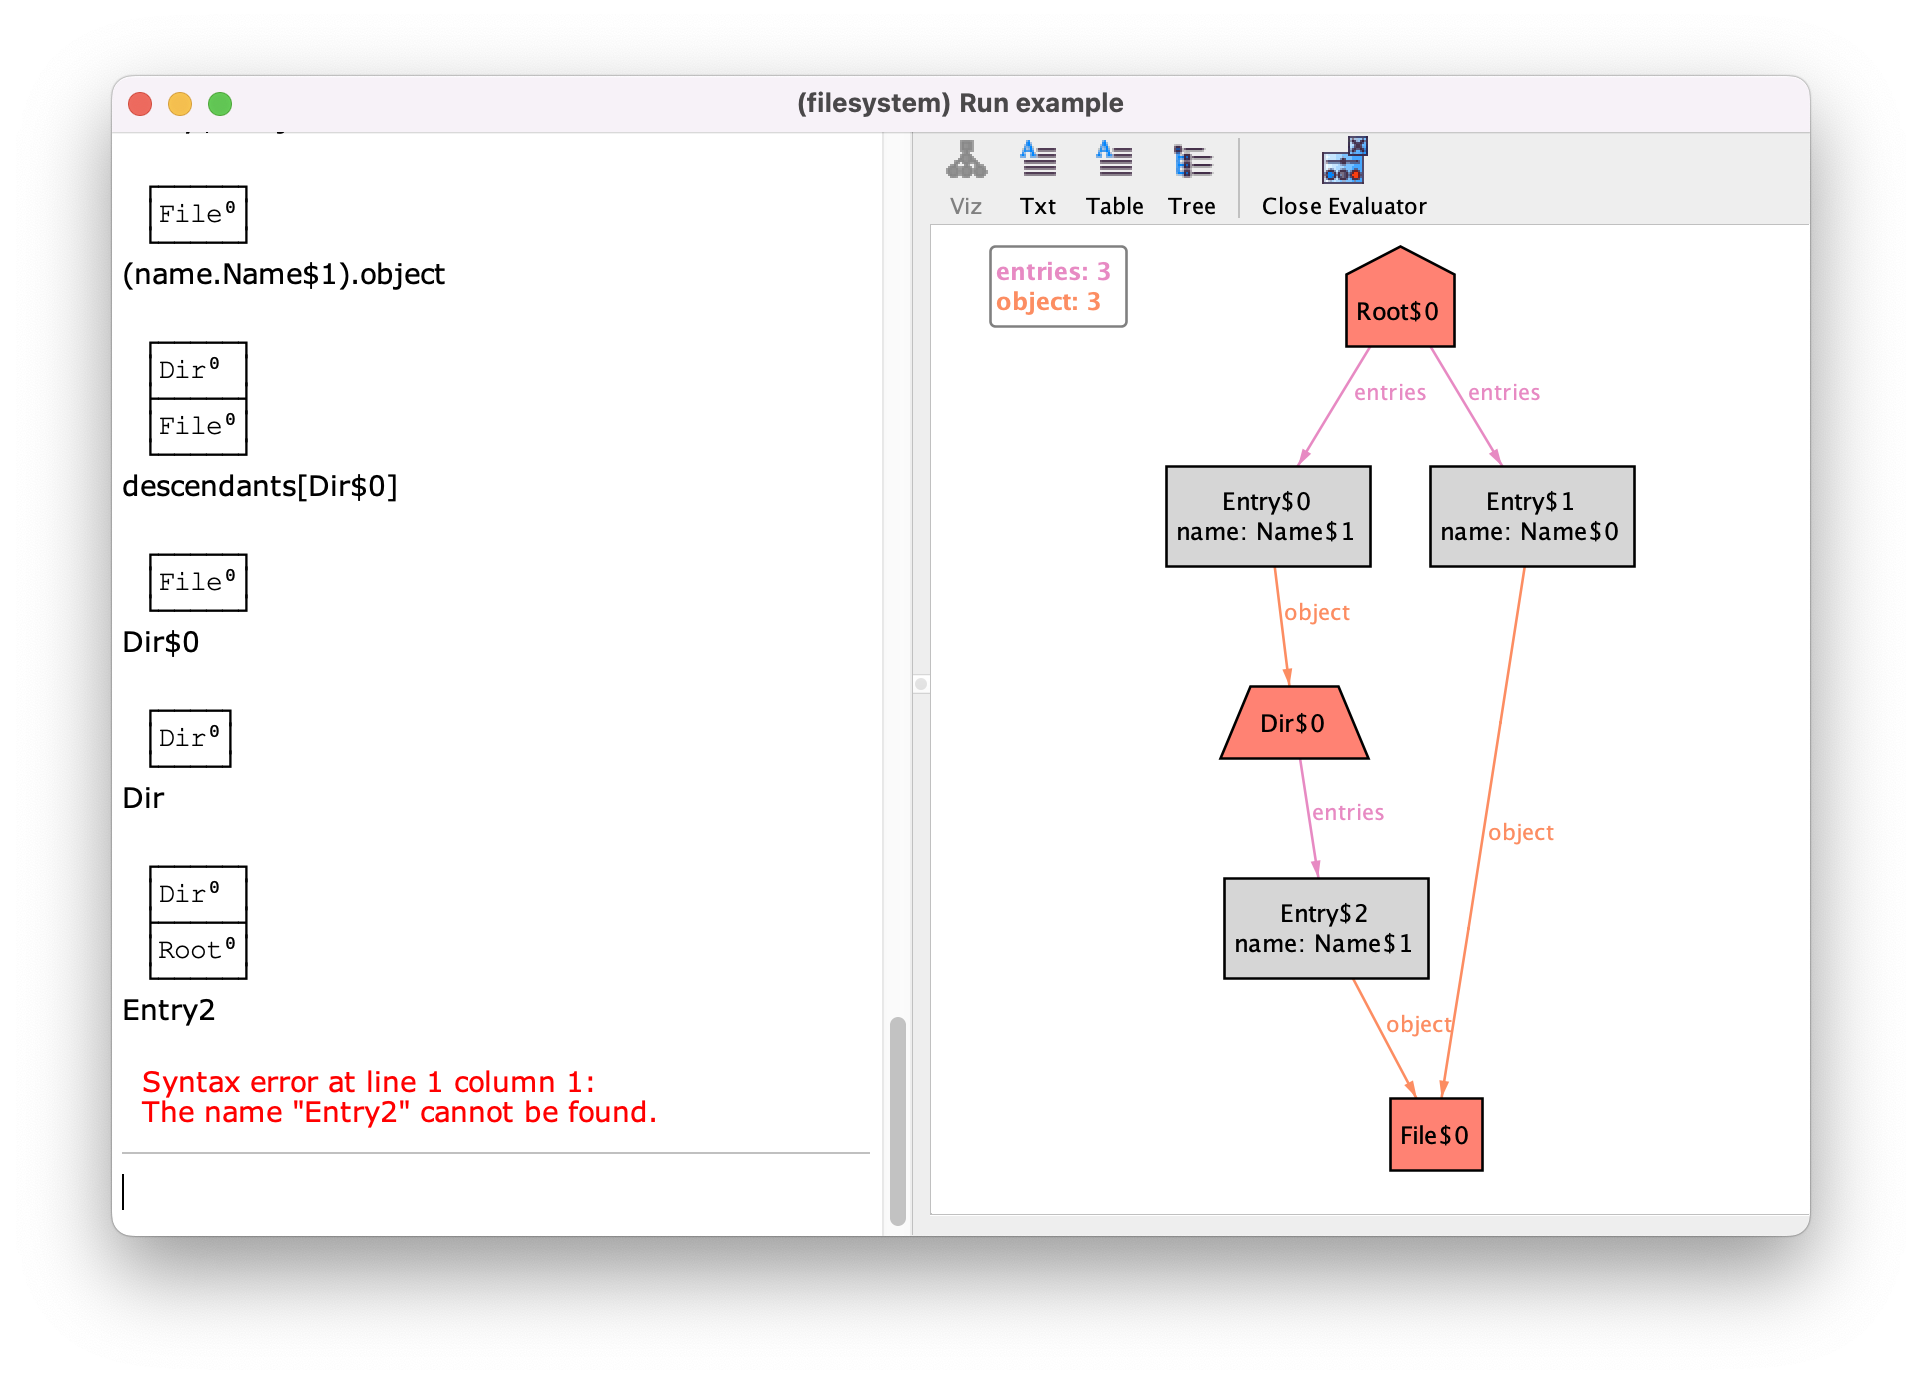 (filesystem) Run example
File⁰
(name.Name$1).object
Dir⁰
File⁰
descendants[Dir$0]
File⁰
Dir$0
Dir⁰
Dir
Dir⁰
Root⁰
Entry2
Syntax error at line 1 column 1:
The name "Entry2" cannot be found.
Viz
Txt
Table
Tree
Close Evaluator
entries: 3
object: 3
Root$0
entries
entries
Entry$0
name: Name$1
Entry$1
name: Name$0
object
Dir$0
entries
object
Entry$2
name: Name$1
object
File$0